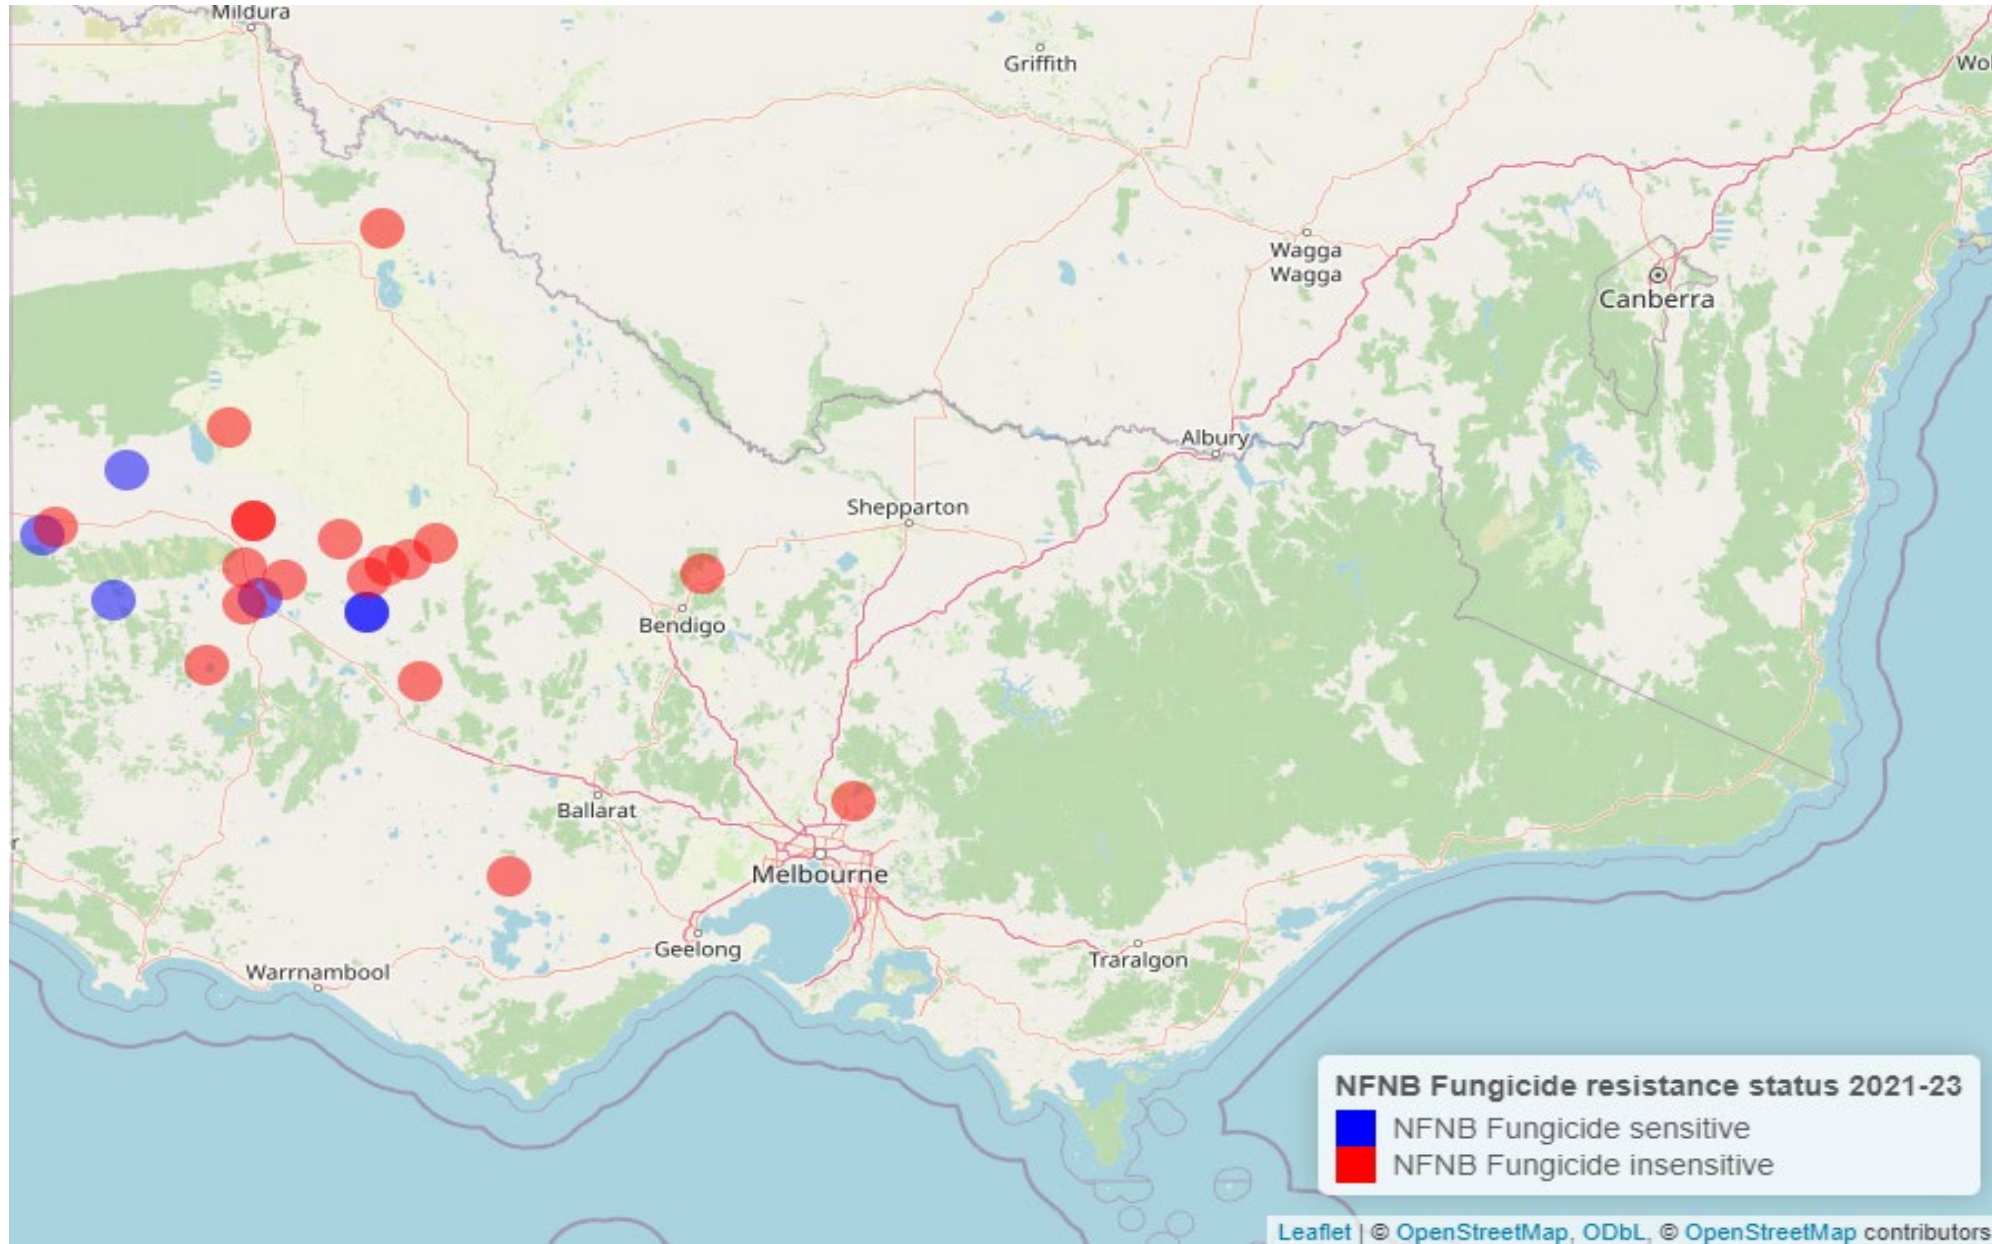 Mildura
Griffith
Wol
Wagga
Wagga
Canberra
Albury
Shepparton
Bendigo
Ballarat
r
Melbourne
Geelong
Traralgon
Warrnambool
NFNB Fungicide resistance status 2021-23
NFNB Fungicide sensitive
NFNB Fungicide insensitive
Leaflet | © OpenStreetMap, ODbL, © OpenStreetMap contributors